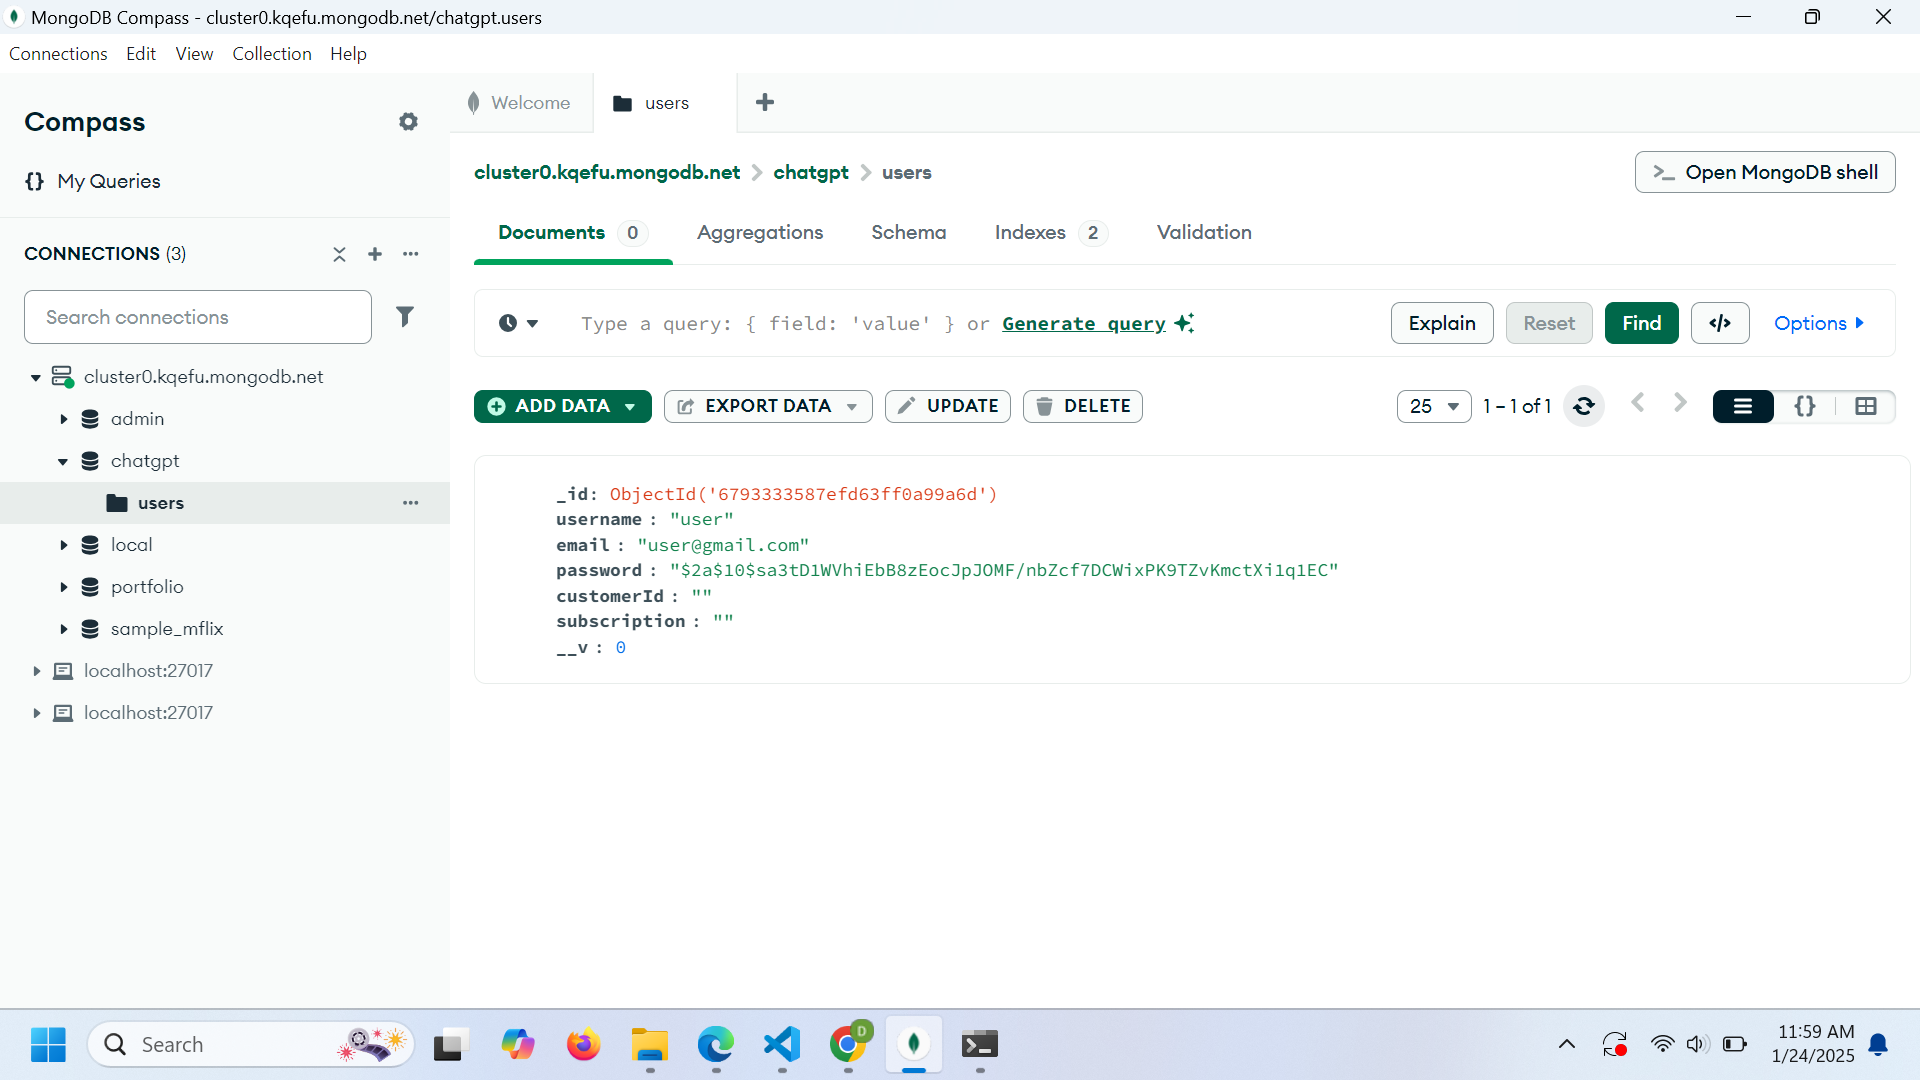 MongoDB Compass - cluster0.kqefu.mongodb.net/chatgpt.users
Connections Edit View Collection Help
Compass
My Queries
CONNECTIONS (3)
Search connections
cluster0.kqefu.mongodb.net
admin
chatgpt
users
local
portfolio
sample_mflix
localhost:27017
localhost:27017
Welcome
users
cluster0.kqefu.mongodb.net > chatgpt > users
>_ Open MongoDB shell
Documents 0 Aggregations Schema Indexes 2 Validation
Type a query: { field: 'value' } or Generate query
Explain Reset Find </> Options
ADD DATA EXPORT DATA UPDATE DELETE
25 1 – 1 of 1 {}
_id: ObjectId('6793333587efd63ff0a99a6d')
username : "user"
email : "user@gmail.com"
password : "$2a$10$sa3tD1WVhiEbB8zEocJpJOMF/nbZcf7DCWixPK9TZvKmctXi1q1EC"
customerId : ""
subscription : ""
__v : 0
Search
D
11:59 AM
1/24/2025